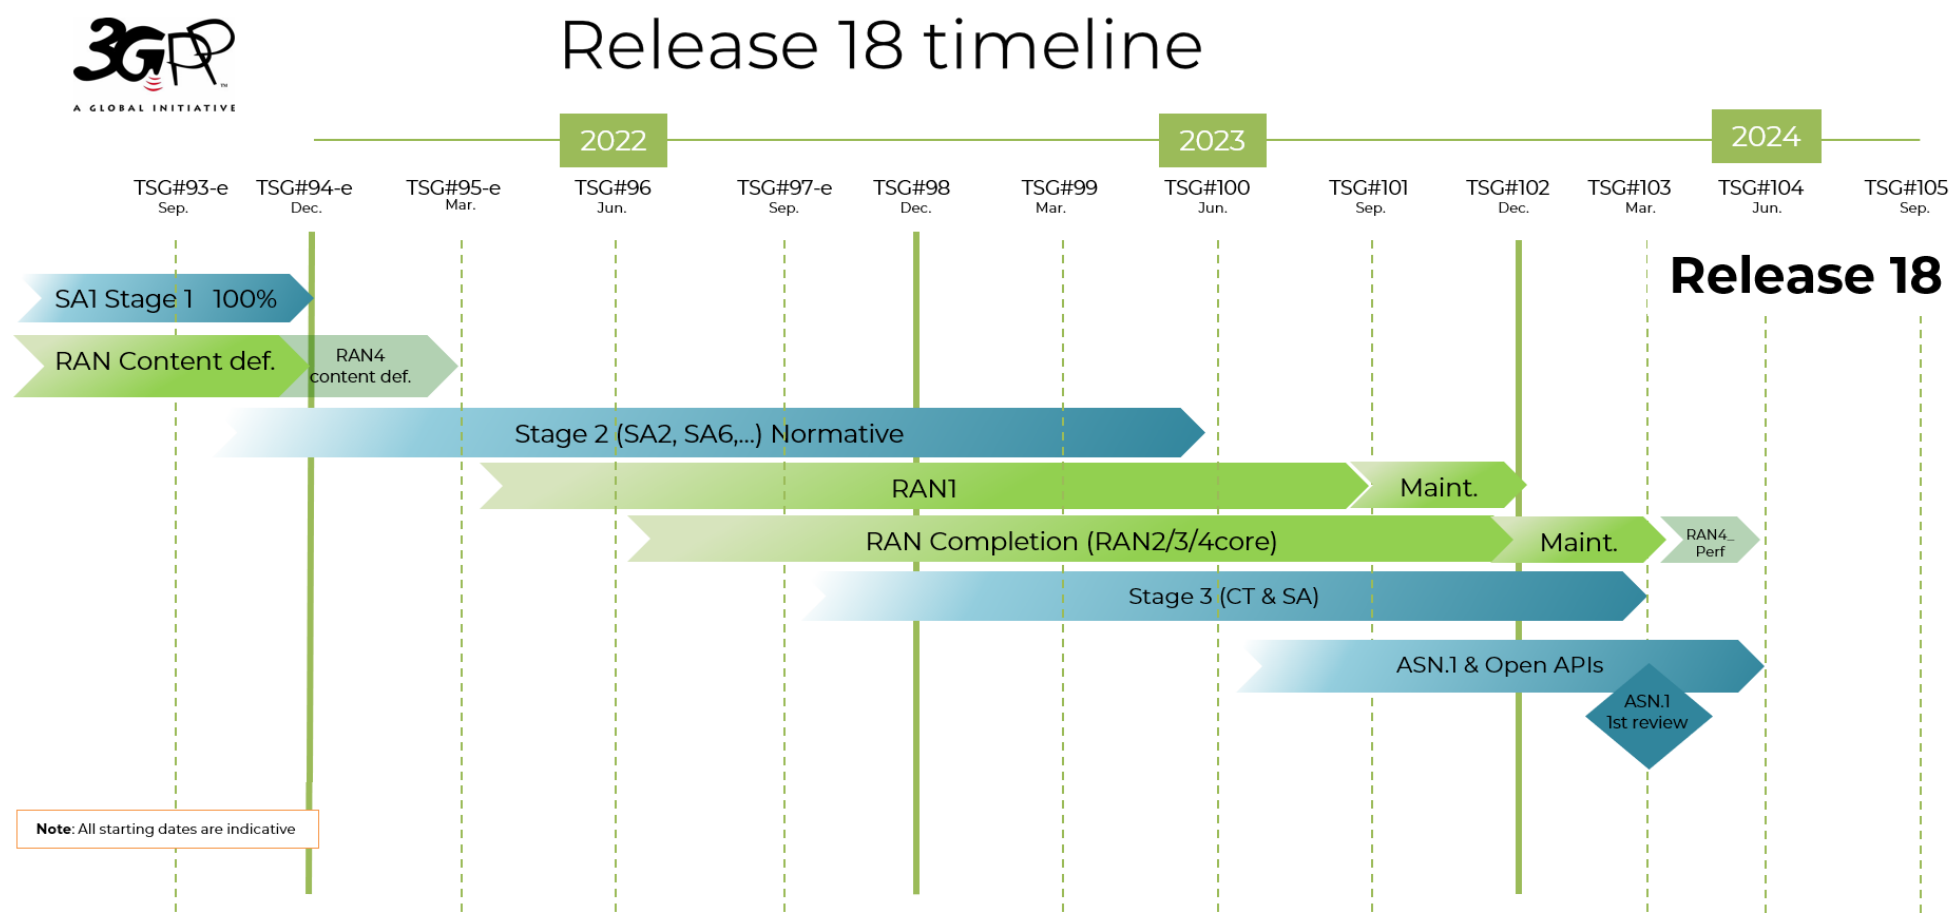 3GPP
TM
A GLOBAL INITIATIVE
Release 18 timeline
2022
2023
2024
TSG#93-e
Sep.
TSG#94-e
Dec.
TSG#95-e
Mar.
TSG#96
Jun.
TSG#97-e
Sep.
TSG#98
Dec.
TSG#99
Mar.
TSG#100
Jun.
TSG#101
Sep.
TSG#102
Dec.
TSG#103
Mar.
TSG#104
Jun.
TSG#105
Sep.
Release 18
SA1 Stage 1 100%
RAN Content def.
RAN4
content def.
Stage 2 (SA2, SA6,...) Normative
RAN1
Maint.
RAN Completion (RAN2/3/4core)
Maint.
RAN4_
Perf
Stage 3 (CT & SA)
ASN.1 & Open APIs
ASN.1
1st review
Note: All starting dates are indicative